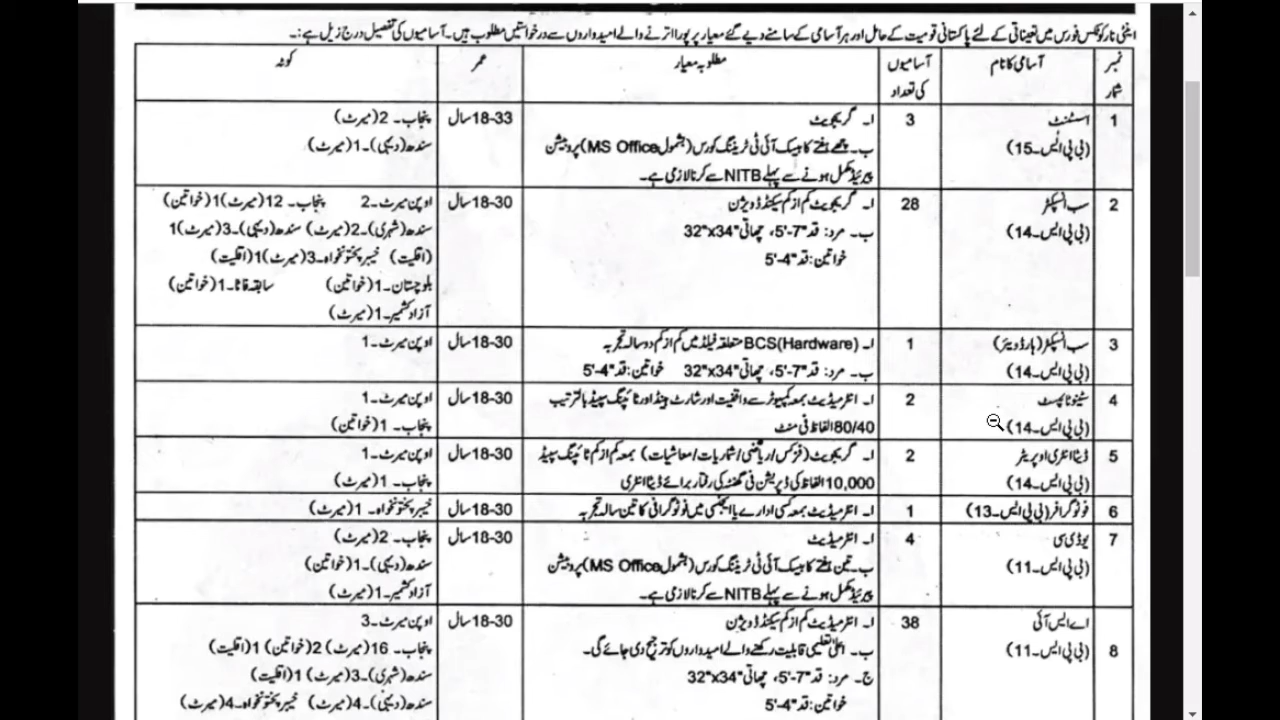 اینٹی نارکوٹکس فورس میں تعیناتی کے لئے پاکستانی قومیت کے حامل اور ہر آسامی کے سامنے دیے گئے معیار پر پورا اترنے والے امیدواروں سے درخواستیں مطلوب ہیں۔ آسامیوں کی تفصیل درج زیل ہے:۔
نمبر شمار آسامی کا نام آسامیوں کی تعداد مطلوبہ معیار عمر کوٹہ
1 اسسٹنٹ 3 ا۔ گریجویٹ 18-33 سال پنجاب۔ 2(میرٹ)
(بی پی ایس۔15) ب۔ چھے ہفتے کا بیسک آئی ٹی ٹریننگ کورس (بشمول MS Office) پروبیشن سندھ (دیہی)۔1(میرٹ)
پیریڈ مکمل ہونے سے پہلے NITB سے کرنا لازمی ہے۔
2 سب انسپکٹر 28 ا۔ گریجویٹ کم از کم سیکنڈ ڈویژن 18-30 سال اوپن میرٹ۔2 پنجاب۔ 12(میرٹ)1(خواتین)
(بی پی ایس۔14) ب۔ مرد: قد "7-'5، چھاتی "34x"32 سندھ (شہری)۔2(میرٹ) سندھ (دیہی)۔3(میرٹ)1
خواتین: قد "4-'5 (اقلیت) خیبر پختونخواہ۔3(میرٹ)1(اقلیت)
بلوچستان۔1(خواتین) سابقہ فاٹا۔1(خواتین)
آزاد کشمیر۔1(میرٹ)
3 سب انسپکٹر (ہارڈویئر) 1 ا۔ BCS(Hardware) متعلقہ فیلڈ میں کم از کم دو سالہ تجربہ 18-30 سال اوپن میرٹ۔1
(بی پی ایس۔14) ب۔ مرد: قد "7-'5، چھاتی "34x"32 خواتین: قد "4-'5
4 سٹینو ٹائپسٹ 2 ا۔ انٹرمیڈیٹ بمعہ کمپیوٹر سے واقفیت اور شارٹ ہینڈ اور ٹائپنگ سپیڈ بالترتیب 18-30 سال اوپن میرٹ۔1
(بی پی ایس۔14) 80/40 الفاظ فی منٹ پنجاب۔ 1(خواتین)
5 ڈیٹا انٹری اوپریٹر 2 ا۔ گریجویٹ (فزکس/ریاضی/شماریات/معاشیات) بمعہ کم از کم ٹائپنگ سپیڈ 18-30 سال اوپن میرٹ۔1
(بی پی ایس۔14) 10,000 الفاظ کی ڈپریشن فی گھنٹہ کی رفتار برائے ڈیٹا انٹری پنجاب۔ 1(میرٹ)
6 فوٹوگرافر (بی پی ایس۔13) 1 ا۔ انٹرمیڈیٹ بمعہ کسی ادارے یا ایجنسی میں فوٹوگرافی کا تین سالہ تجربہ 18-30 سال خیبر پختونخواہ۔ 1(میرٹ)
7 یو ڈی سی 4 ا۔ انٹرمیڈیٹ 18-30 سال پنجاب۔ 2(میرٹ)
(بی پی ایس۔11) ب۔ تین ہفتے کا بیسک آئی ٹی ٹریننگ کورس (بشمول MS Office) پروبیشن سندھ (دیہی)۔1(خواتین)
پیریڈ مکمل ہونے سے پہلے NITB سے کرنا لازمی ہے۔ آزاد کشمیر۔1(میرٹ)
8 اے ایس آئی 38 ا۔ انٹرمیڈیٹ کم از کم سیکنڈ ڈویژن 18-30 سال اوپن میرٹ۔3
(بی پی ایس۔11) ب۔ اعلیٰ تعلیمی قابلیت رکھنے والے امیدواروں کو ترجیح دی جائے گی۔ پنجاب۔ 16(میرٹ) 2(خواتین) 1(اقلیت)
ج۔ مرد: قد "7-'5، چھاتی "34x"32 سندھ (شہری)۔3(میرٹ) 1(اقلیت)
خواتین: قد "4-'5 سندھ (دیہی)۔4(میرٹ) خیبر پختونخواہ۔4(میرٹ)